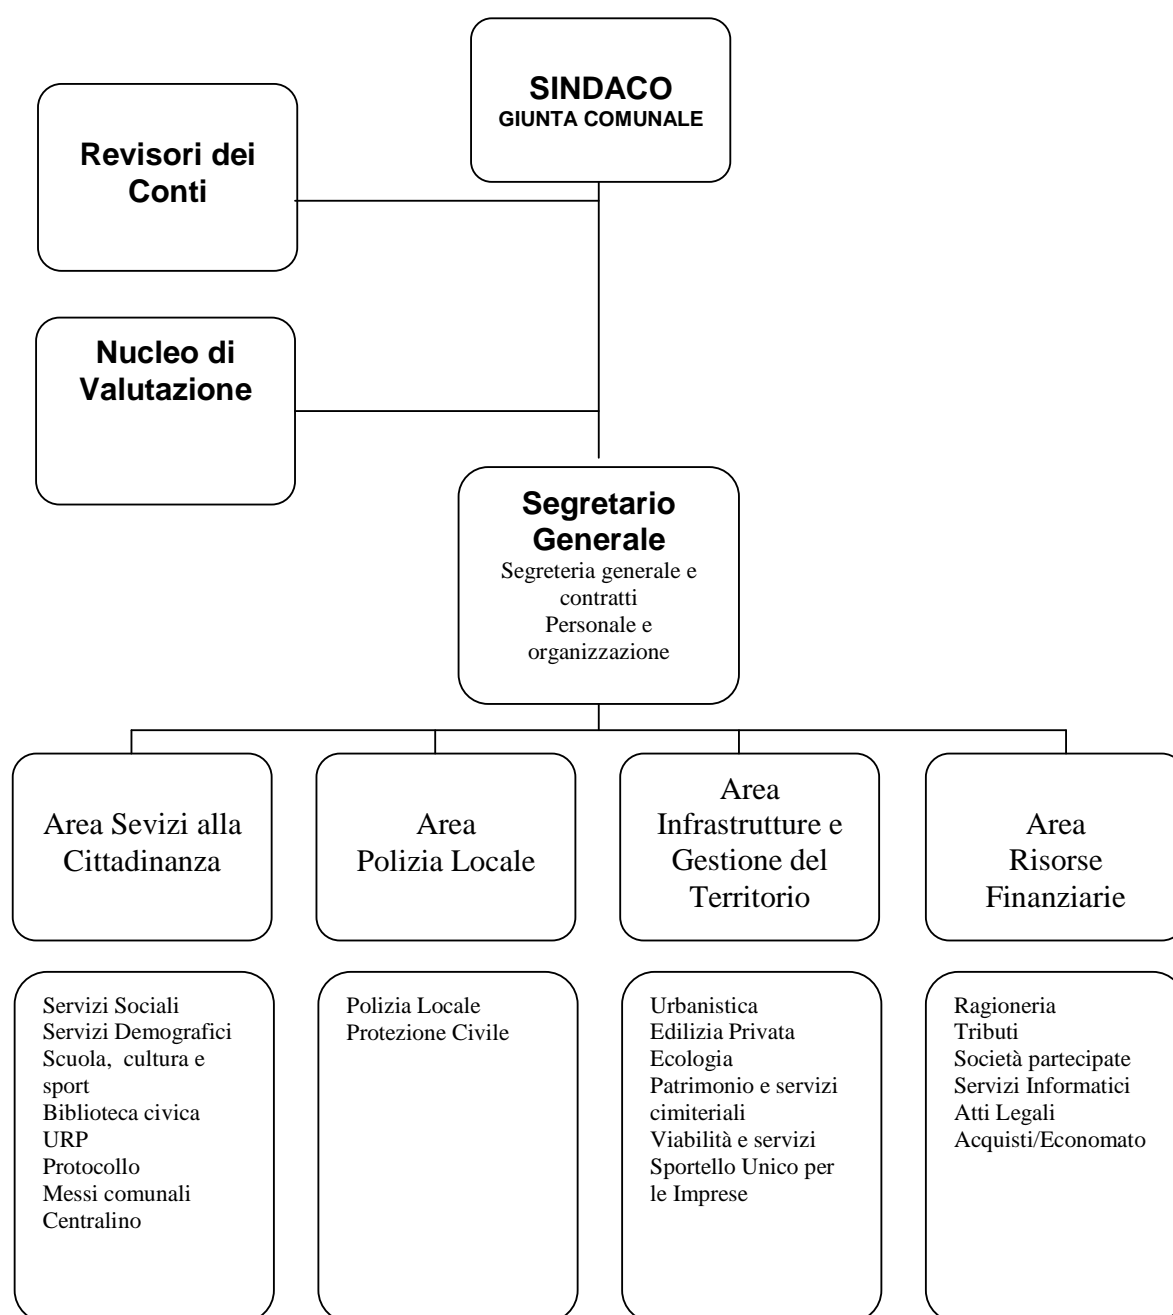 SINDACO
GIUNTA COMUNALE
Revisori dei
Conti
Nucleo di
Valutazione
Segretario
Generale
Segreteria generale e
contratti
Personale e
organizzazione
Area Sevizi alla
Cittadinanza
Area
Polizia Locale
Area
Infrastrutture e
Gestione del
Territorio
Area
Risorse
Finanziarie
Servizi Sociali
Servizi Demografici
Scuola, cultura e
sport
Biblioteca civica
URP
Protocollo
Messi comunali
Centralino
Polizia Locale
Protezione Civile
Urbanistica
Edilizia Privata
Ecologia
Patrimonio e servizi
cimiteriali
Viabilità e servizi
Sportello Unico per
le Imprese
Ragioneria
Tributi
Società partecipate
Servizi Informatici
Atti Legali
Acquisti/Economato